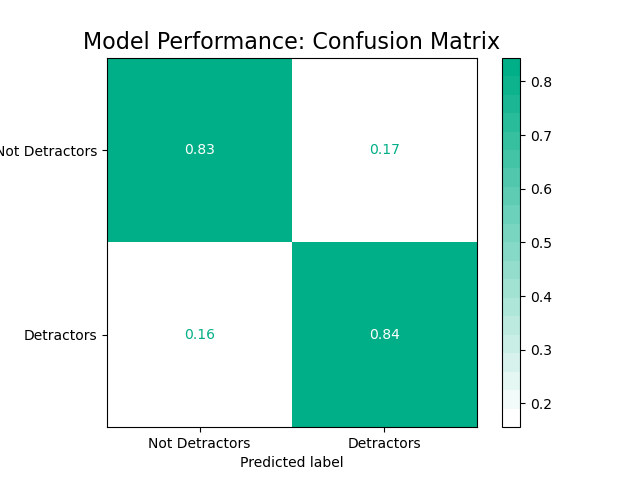 Model Performance: Confusion Matrix
Not Detractors
0.83
0.17
Detractors
0.16
0.84
Not Detractors
Detractors
Predicted label
0.8
0.7
0.6
0.5
0.4
0.3
0.2